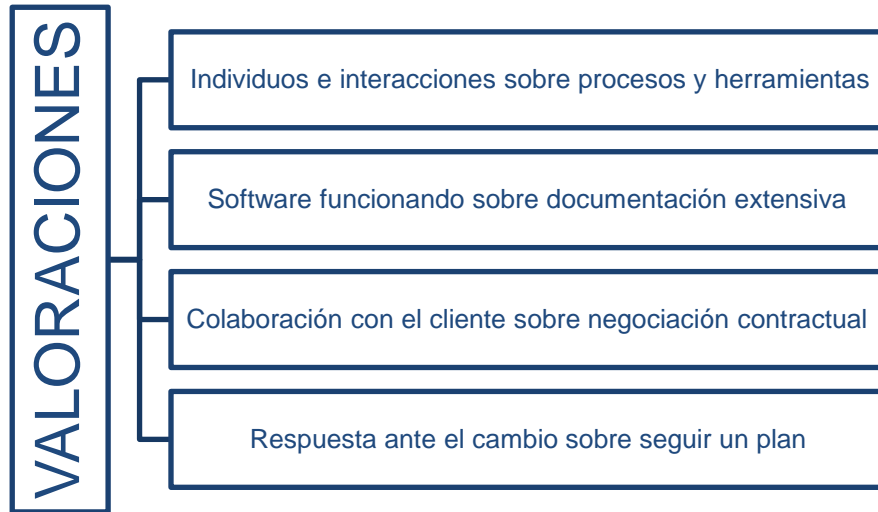 VALORACIONES
Individuos e interacciones sobre procesos y herramientas
Software funcionando sobre documentación extensiva
Colaboración con el cliente sobre negociación contractual
Respuesta ante el cambio sobre seguir un plan